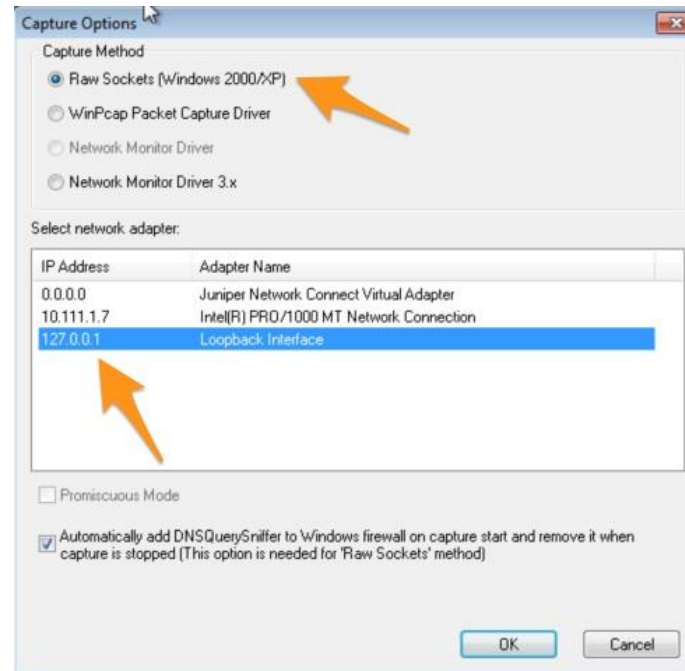 Capture Options
Capture Method
Raw Sockets (Windows 2000/XP)
WinPcap Packet Capture Driver
Network Monitor Driver
Network Monitor Driver 3.x
Select network adapter:
IP Address Adapter Name
0.0.0.0 Juniper Network Connect Virtual Adapter
10.111.1.7 Intel(R) PRO/1000 MT Network Connection
127.0.0.1 Loopback Interface
Promiscuous Mode
Automatically add DNSQuerySniffer to Windows firewall on capture start and remove it when
capture is stopped (This option is needed for 'Raw Sockets' method)
OK Cancel